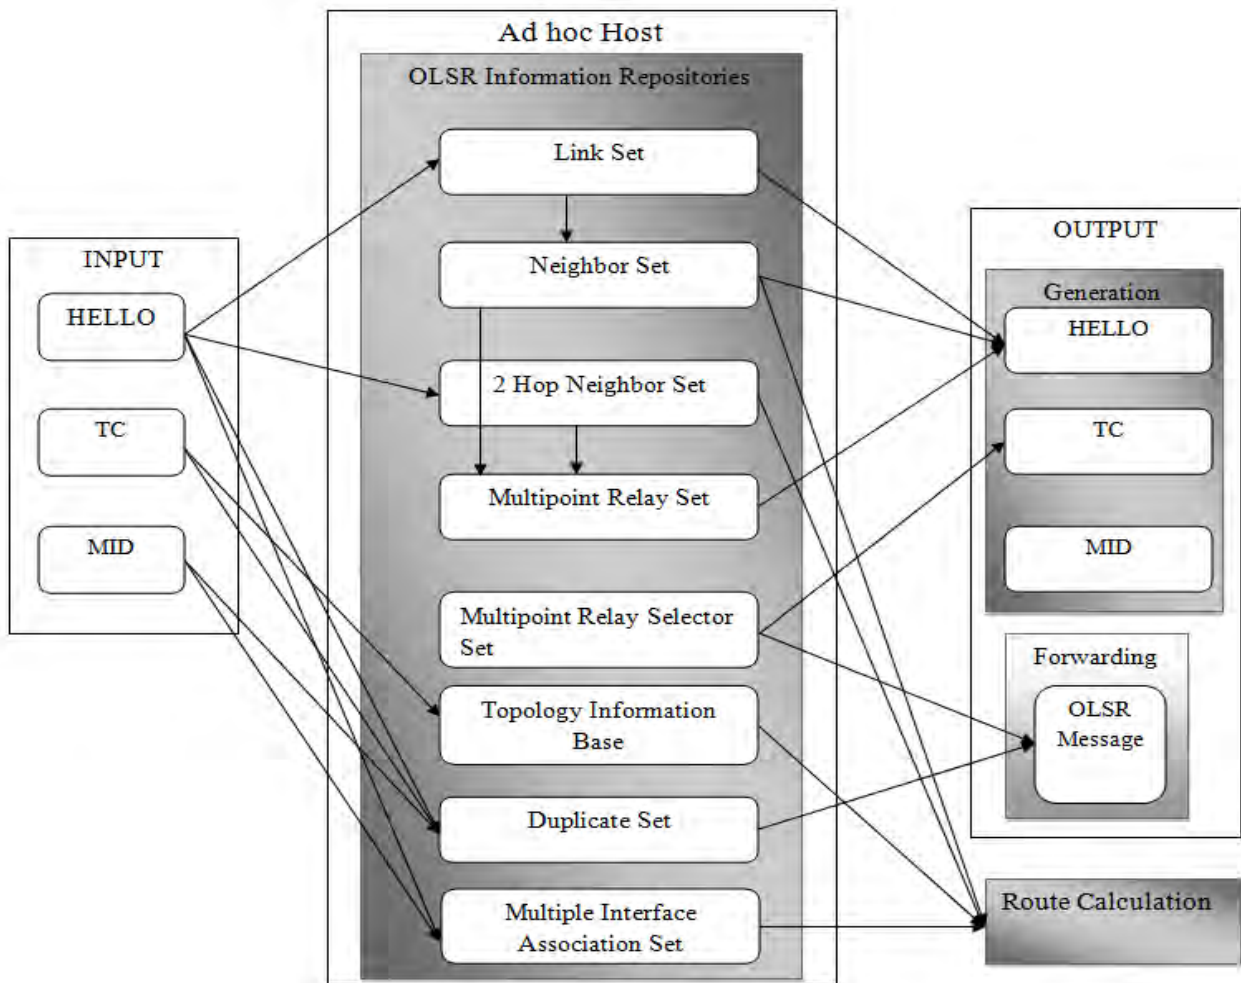 Ad hoc Host
OLSR Information Repositories
Link Set
Neighbor Set
2 Hop Neighbor Set
Multipoint Relay Set
Multipoint Relay Selector
Set
Topology Information
Base
Duplicate Set
Multiple Interface
Association Set
INPUT
HELLO
TC
MID
OUTPUT
Generation
HELLO
TC
MID
Forwarding
OLSR
Message
Route Calculation